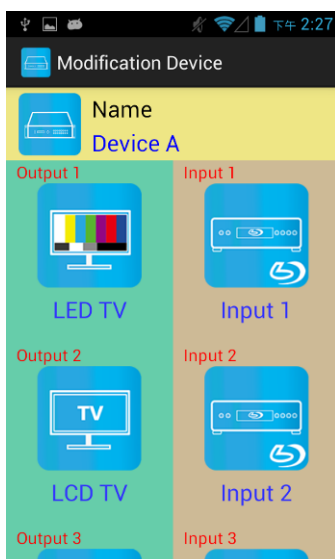 下午 2:27
Modification Device
Name
Device A
Output 1
Input 1
LED TV
Input 1
Output 2
Input 2
TV
LCD TV
Input 2
Output 3
Input 3